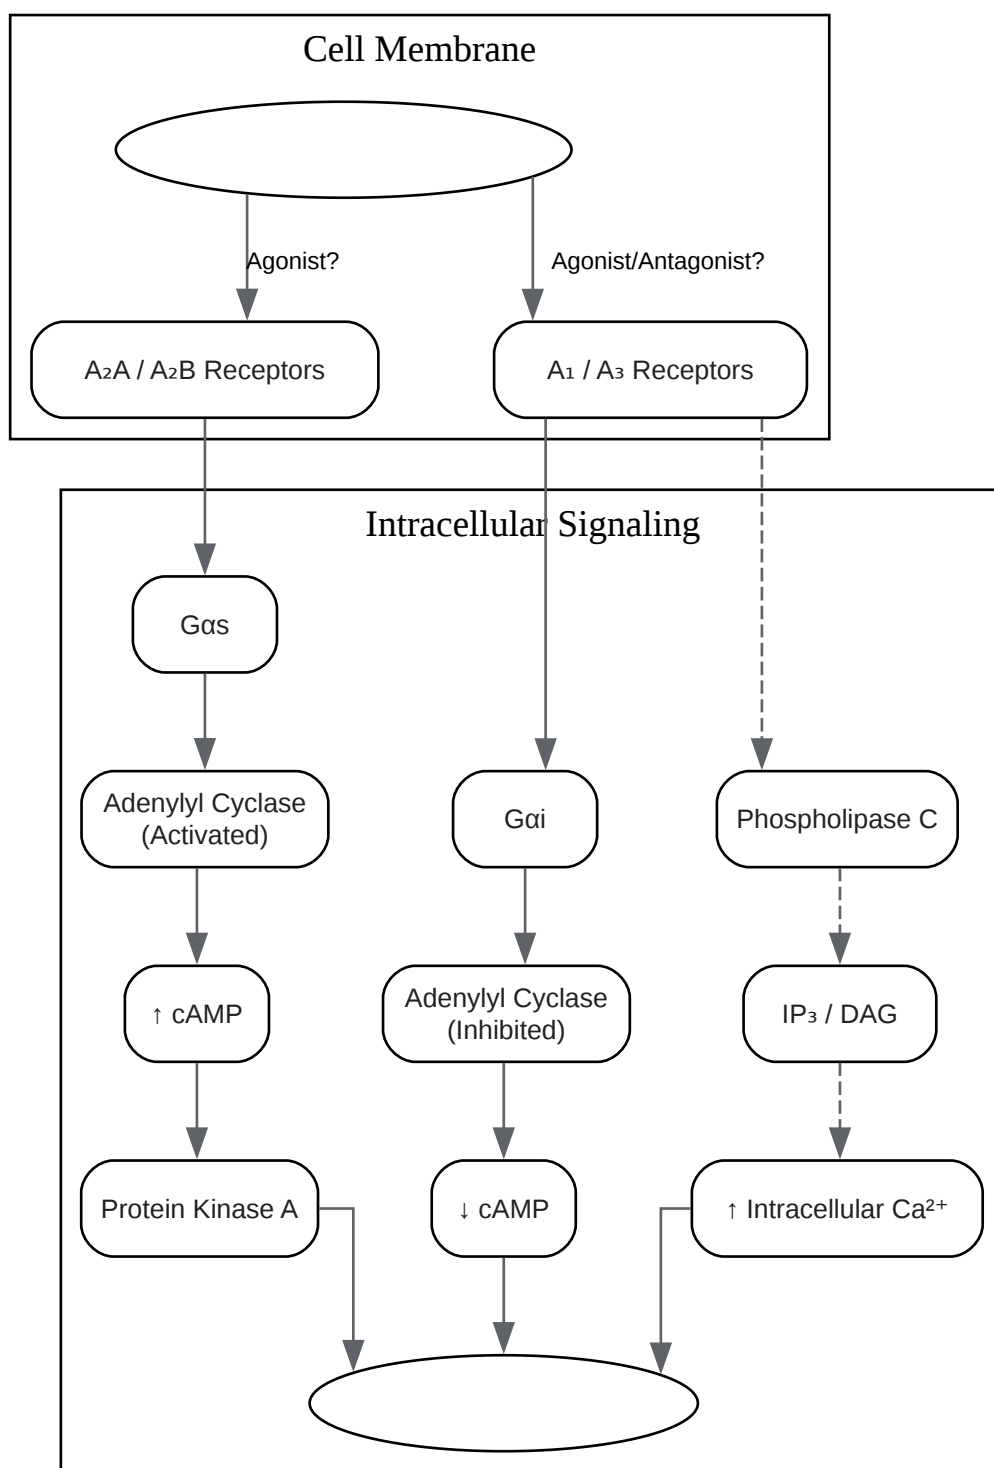 Cell Membrane
Agonist?
Agonist/Antagonist?
A₂A / A₂B Receptors
A₁ / A₃ Receptors
Intracellular Signaling
Gαs
Adenylyl Cyclase
(Activated)
Gαi
Phospholipase C
↑ cAMP
Adenylyl Cyclase
(Inhibited)
IP₃ / DAG
Protein Kinase A
↓ cAMP
↑ Intracellular Ca²⁺